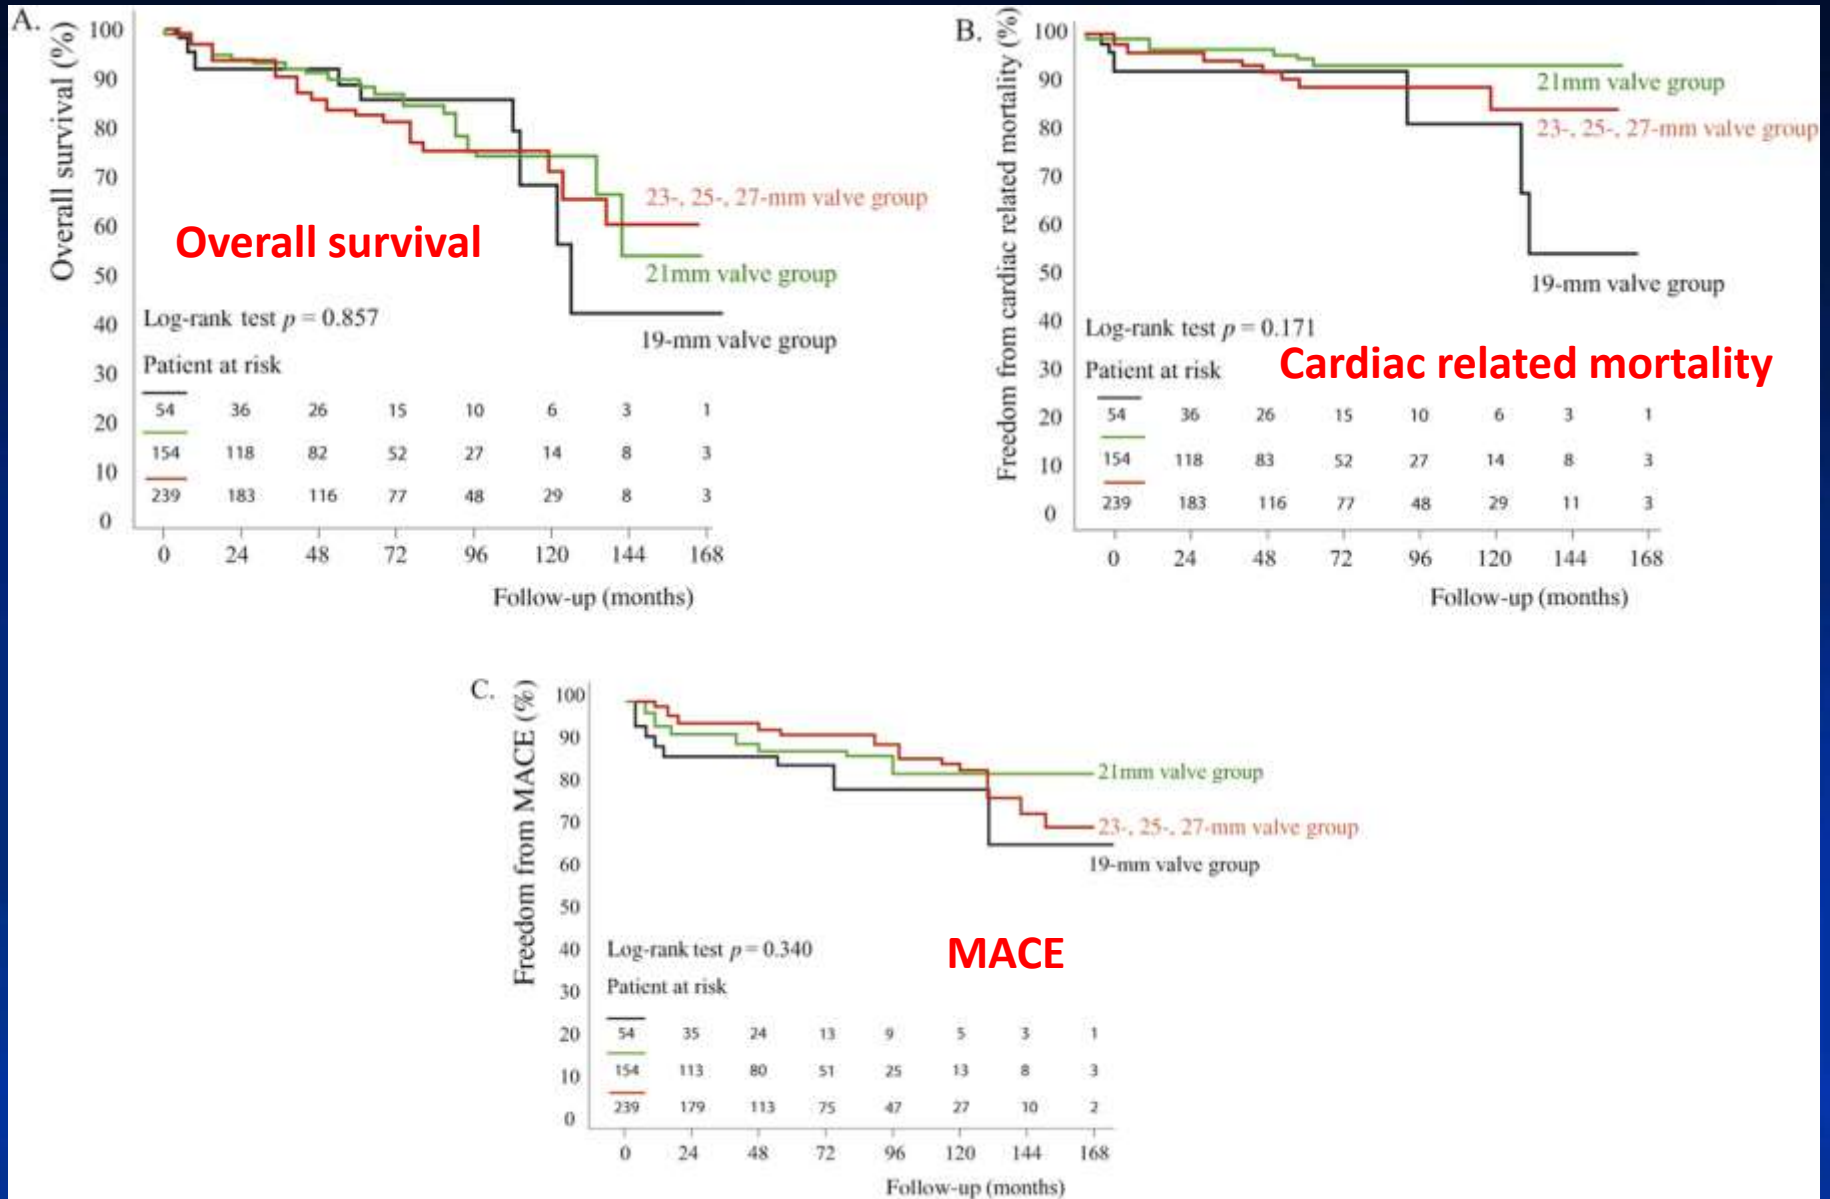 A.
Overall survival (%)
100
90
80
70
60
50
40
30
20
10
0
23-, 25-, 27-mm valve group
Overall survival
21mm valve group
Log-rank test p = 0.857
19-mm valve group
Patient at risk
54 36 26 15 10 6 3 1
154 118 82 52 27 14 8 3
239 183 116 77 48 29 8 3
0 24 48 72 96 120 144 168
Follow-up (months)
B.
Freedom from cardiac related mortality (%)
100
90
80
70
60
50
40
30
20
10
0
21mm valve group
23-, 25-, 27-mm valve group
19-mm valve group
Log-rank test p = 0.171
Cardiac related mortality
Patient at risk
54 36 26 15 10 6 3 1
154 118 83 52 27 14 8 3
239 183 116 77 48 29 11 3
0 24 48 72 96 120 144 168
Follow-up (months)
C.
Freedom from MACE (%)
100
90
80
70
60
50
40
30
20
10
0
21mm valve group
23-, 25-, 27-mm valve group
19-mm valve group
Log-rank test p = 0.340
MACE
Patient at risk
54 35 24 13 9 5 3 1
154 113 80 51 25 13 8 3
239 179 113 75 47 27 10 2
0 24 48 72 96 120 144 168
Follow-up (months)